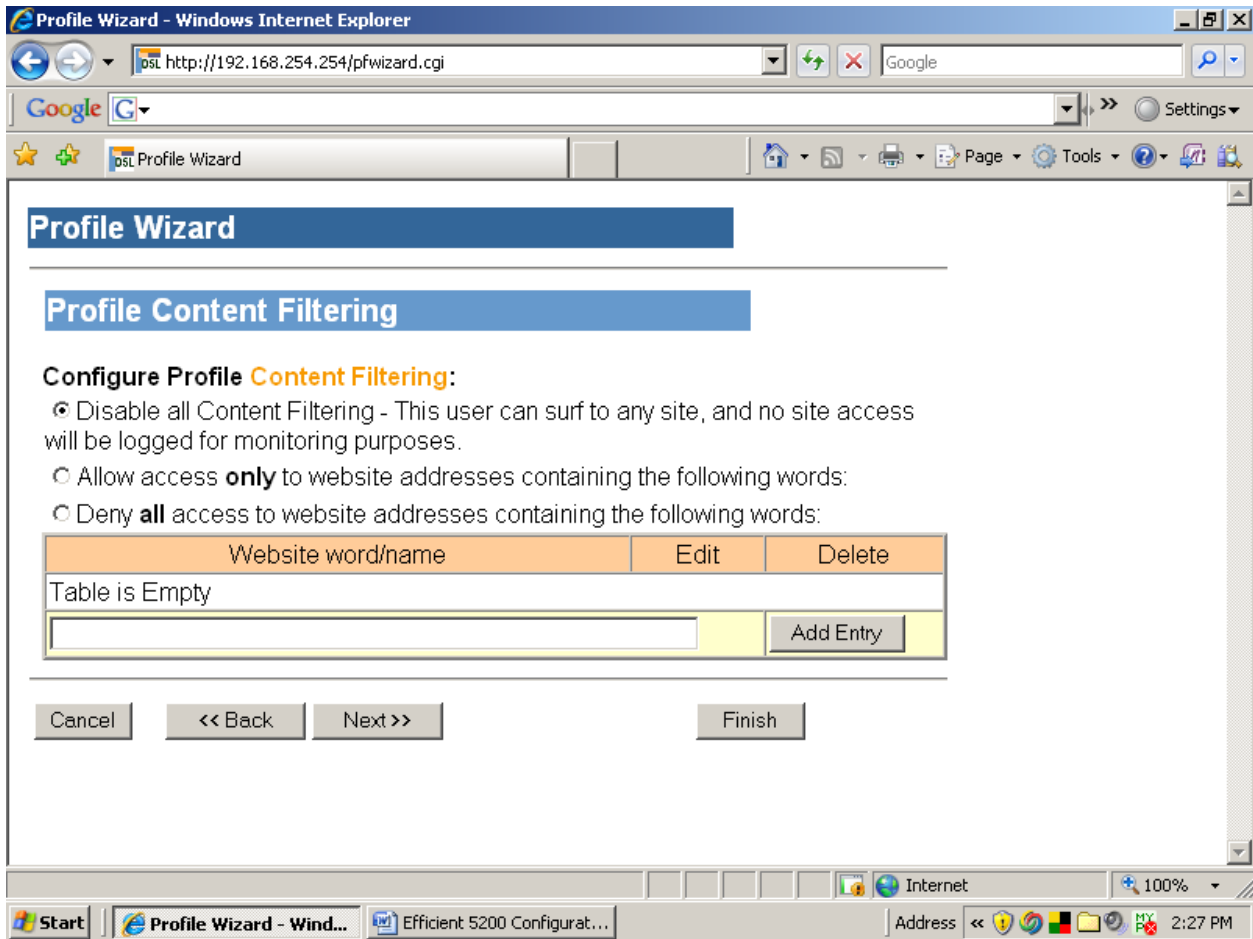 Profile Wizard - Windows Internet Explorer
DSL http://192.168.254.254/pfwizard.cgi
Google
Google G
Settings
DSL Profile Wizard
Page
Tools
Profile Wizard
Profile Content Filtering
Configure Profile Content Filtering:
Disable all Content Filtering - This user can surf to any site, and no site access
will be logged for monitoring purposes.
Allow access only to website addresses containing the following words:
Deny all access to website addresses containing the following words:
Website word/name Edit Delete
Table is Empty
Add Entry
Cancel << Back Next >> Finish
Internet 100%
Start Profile Wizard - Wind... Efficient 5200 Configurat... Address « MY PX 2:27 PM